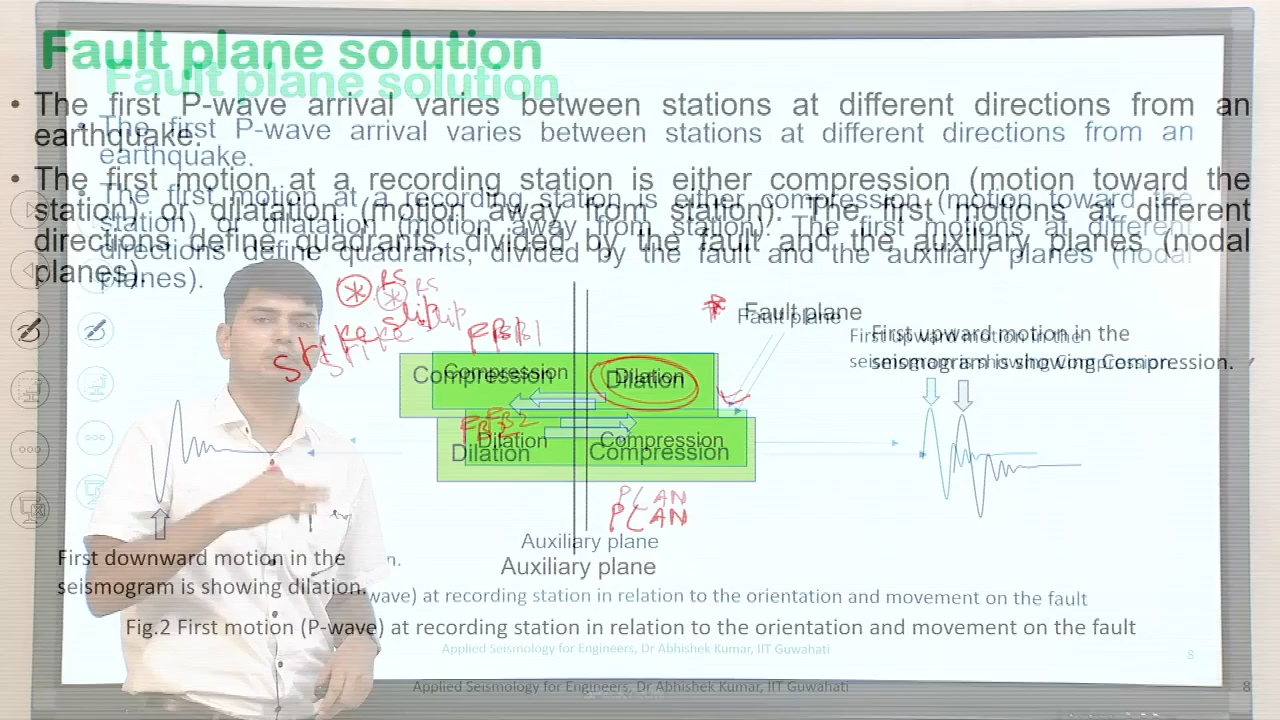 Fault plane solution
• The first P-wave arrival varies between stations at different directions from an
earthquake.
• The first motion at a recording station is either compression (motion toward the
station) or dilatation (motion away from station). The first motions at different
directions define quadrants, divided by the fault and the auxiliary planes (nodal
planes).
RS
Strike slip
FB1
Fault plane
First upward motion in the
seismogram is showing Compression.
Compression
Dilation
FB2
Dilation
Compression
PLAN
Auxiliary plane
First downward motion in the
seismogram is showing dilation.
Fig.2 First motion (P-wave) at recording station in relation to the orientation and movement on the fault
Applied Seismology for Engineers, Dr Abhishek Kumar, IIT Guwahati
8